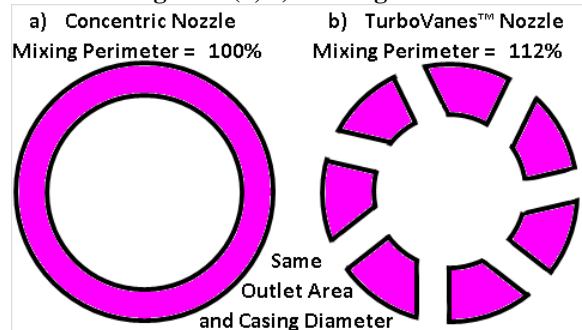 a) Concentric Nozzle
Mixing Perimeter = 100%
b) TurboVanes™ Nozzle
Mixing Perimeter = 112%
Same
Outlet Area
and Casing Diameter